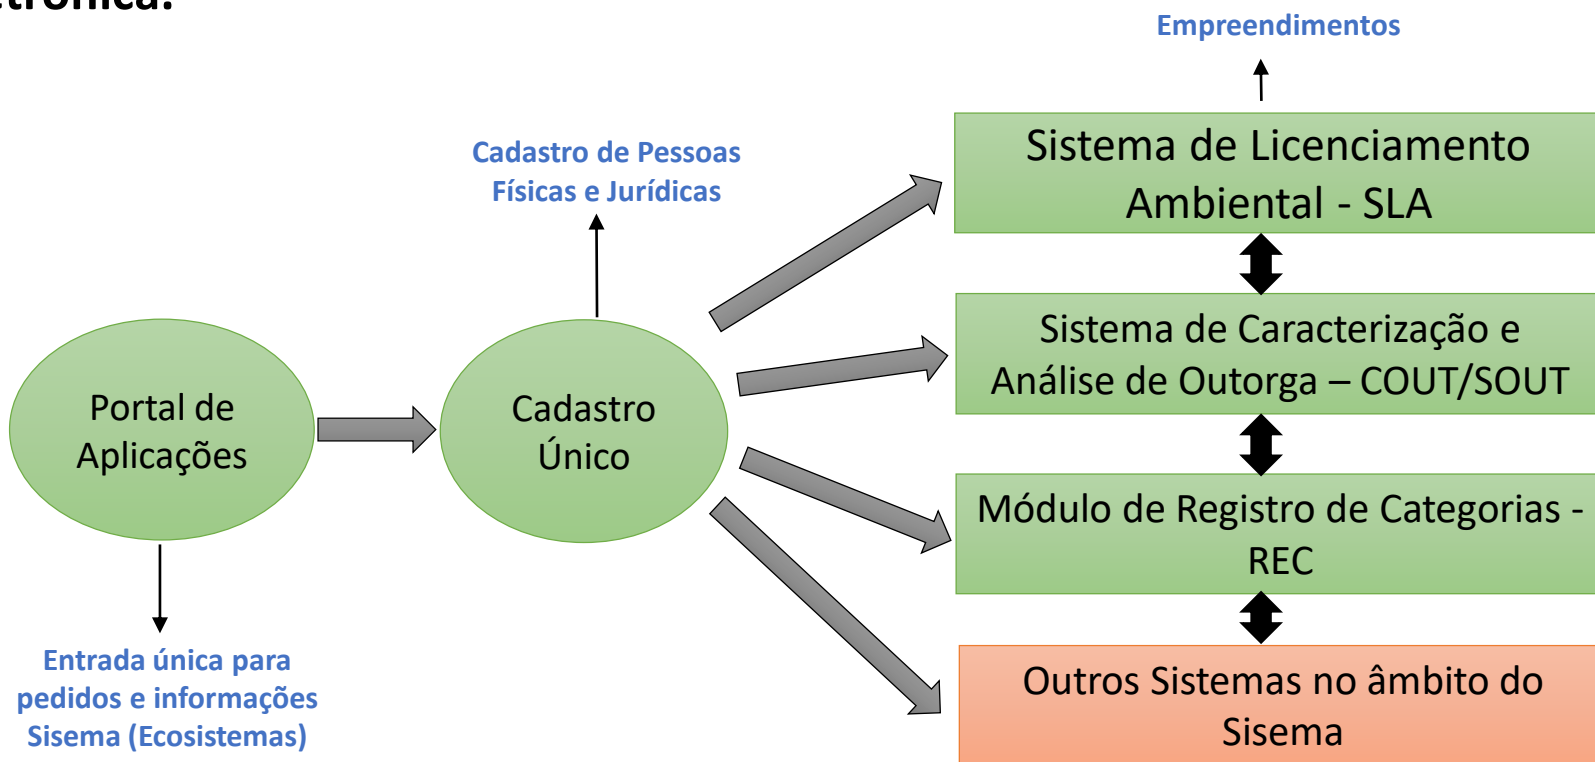 Empreendimentos
Sistema de Licenciamento
Ambiental - SLA
Cadastro de Pessoas
Físicas e Jurídicas
Sistema de Caracterização e
Análise de Outorga – COUT/SOUT
Portal de
Aplicações
Cadastro
Único
Módulo de Registro de Categorias -
REC
Entrada única para
pedidos e informações
Sisema (Ecosistemas)
Outros Sistemas no âmbito do
Sisema